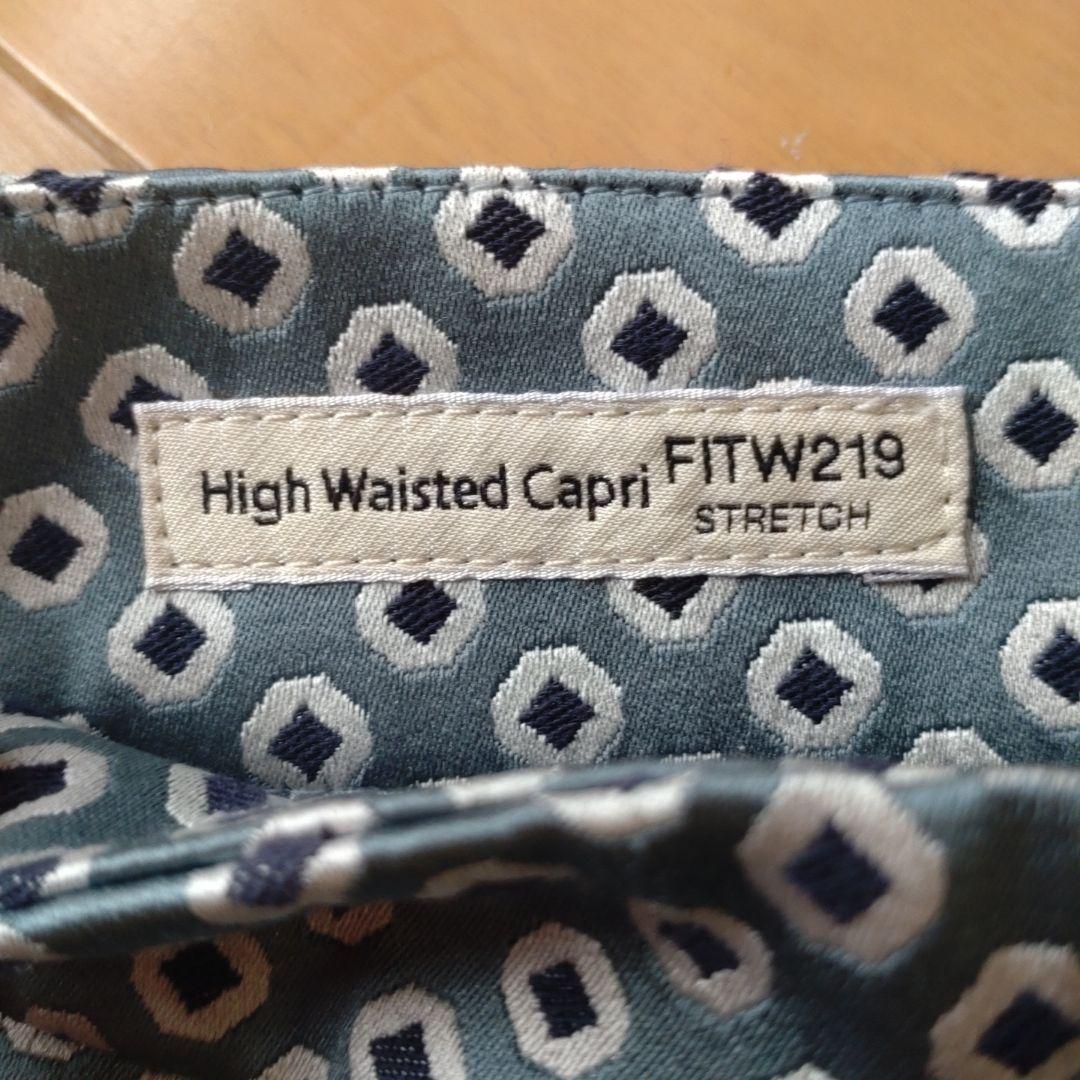 High Waisted Capri FITW219
STRETCH